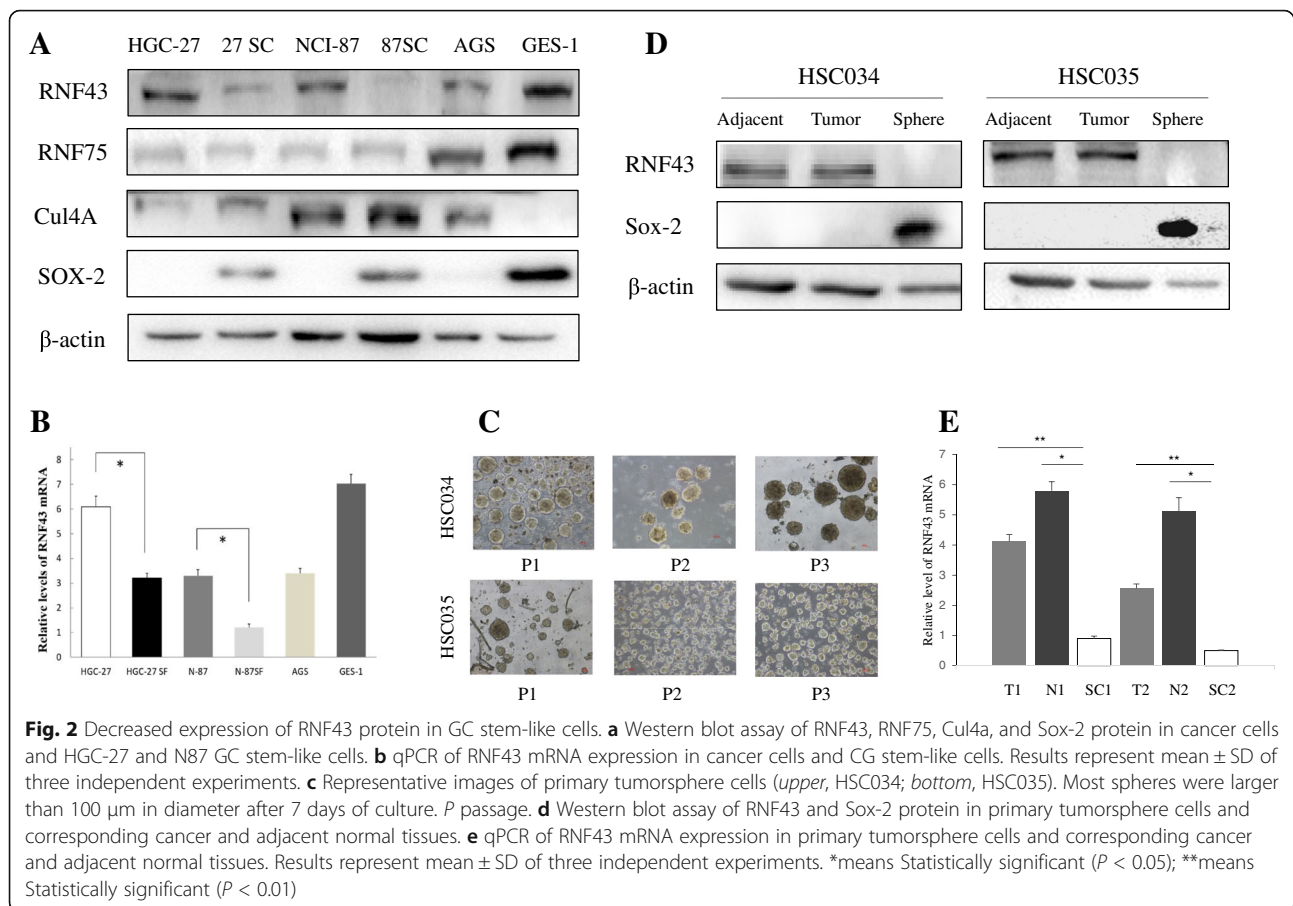 A
HGC-27 27 SC NCI-87 87SC AGS GES-1
RNF43
RNF75
Cul4A
SOX-2
β-actin
D
HSC034 HSC035
Adjacent Tumor Sphere Adjacent Tumor Sphere
RNF43
Sox-2
β-actin
B
Relative levels of RNF43 mRNA
8
7
6
5
4
3
2
1
0
* *
HGC-27 HGC-27 SF N-87 N-87SF AGS GES-1
C
HSC034
P1 P2 P3
HSC035
P1 P2 P3
E
Relative level of RNF43 mRNA
7
6
5
4
3
2
1
0
** * ** *
T1 N1 SC1 T2 N2 SC2
Fig. 2 Decreased expression of RNF43 protein in GC stem-like cells. a Western blot assay of RNF43, RNF75, Cul4a, and Sox-2 protein in cancer cells
and HGC-27 and N87 GC stem-like cells. b qPCR of RNF43 mRNA expression in cancer cells and CG stem-like cells. Results represent mean ± SD of
three independent experiments. c Representative images of primary tumorsphere cells (upper, HSC034; bottom, HSC035). Most spheres were larger
than 100 μm in diameter after 7 days of culture. P passage. d Western blot assay of RNF43 and Sox-2 protein in primary tumorsphere cells and
corresponding cancer and adjacent normal tissues. e qPCR of RNF43 mRNA expression in primary tumorsphere cells and corresponding cancer
and adjacent normal tissues. Results represent mean ± SD of three independent experiments. *means Statistically significant (P < 0.05); **means
Statistically significant (P < 0.01)